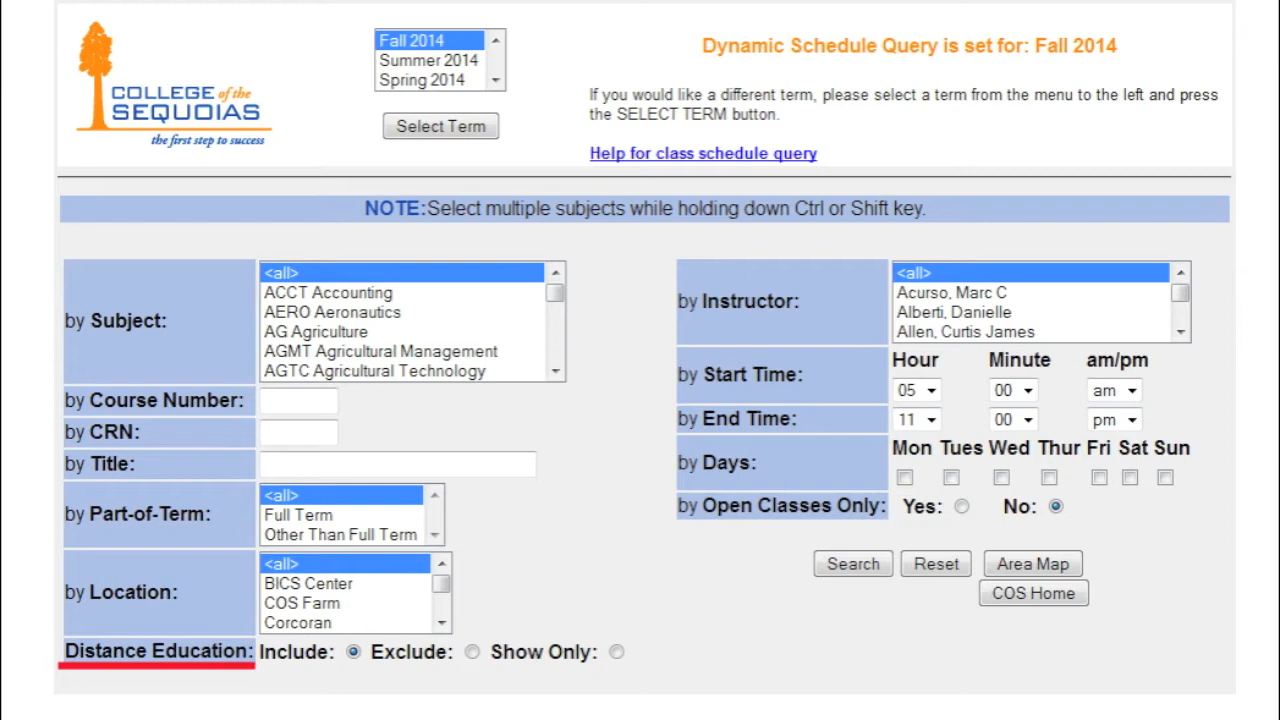 COLLEGE of the
SEQUOIAS
the first step to success
Fall 2014
Summer 2014
Spring 2014
Select Term
Dynamic Schedule Query is set for: Fall 2014
If you would like a different term, please select a term from the menu to the left and press
the SELECT TERM button.
Help for class schedule query
NOTE:Select multiple subjects while holding down Ctrl or Shift key.
by Subject:
<all>
ACCT Accounting
AERO Aeronautics
AG Agriculture
AGMT Agricultural Management
AGTC Agricultural Technology
by Course Number:
by CRN:
by Title:
by Part-of-Term:
<all>
Full Term
Other Than Full Term
by Location:
<all>
BICS Center
COS Farm
Corcoran
Distance Education: Include: Exclude: Show Only:
by Instructor:
<all>
Acurso, Marc C
Alberti, Danielle
Allen, Curtis James
Hour Minute am/pm
by Start Time: 05 00 am
by End Time: 11 00 pm
Mon Tues Wed Thur Fri Sat Sun
by Days:
by Open Classes Only: Yes: No:
Search Reset Area Map
COS Home